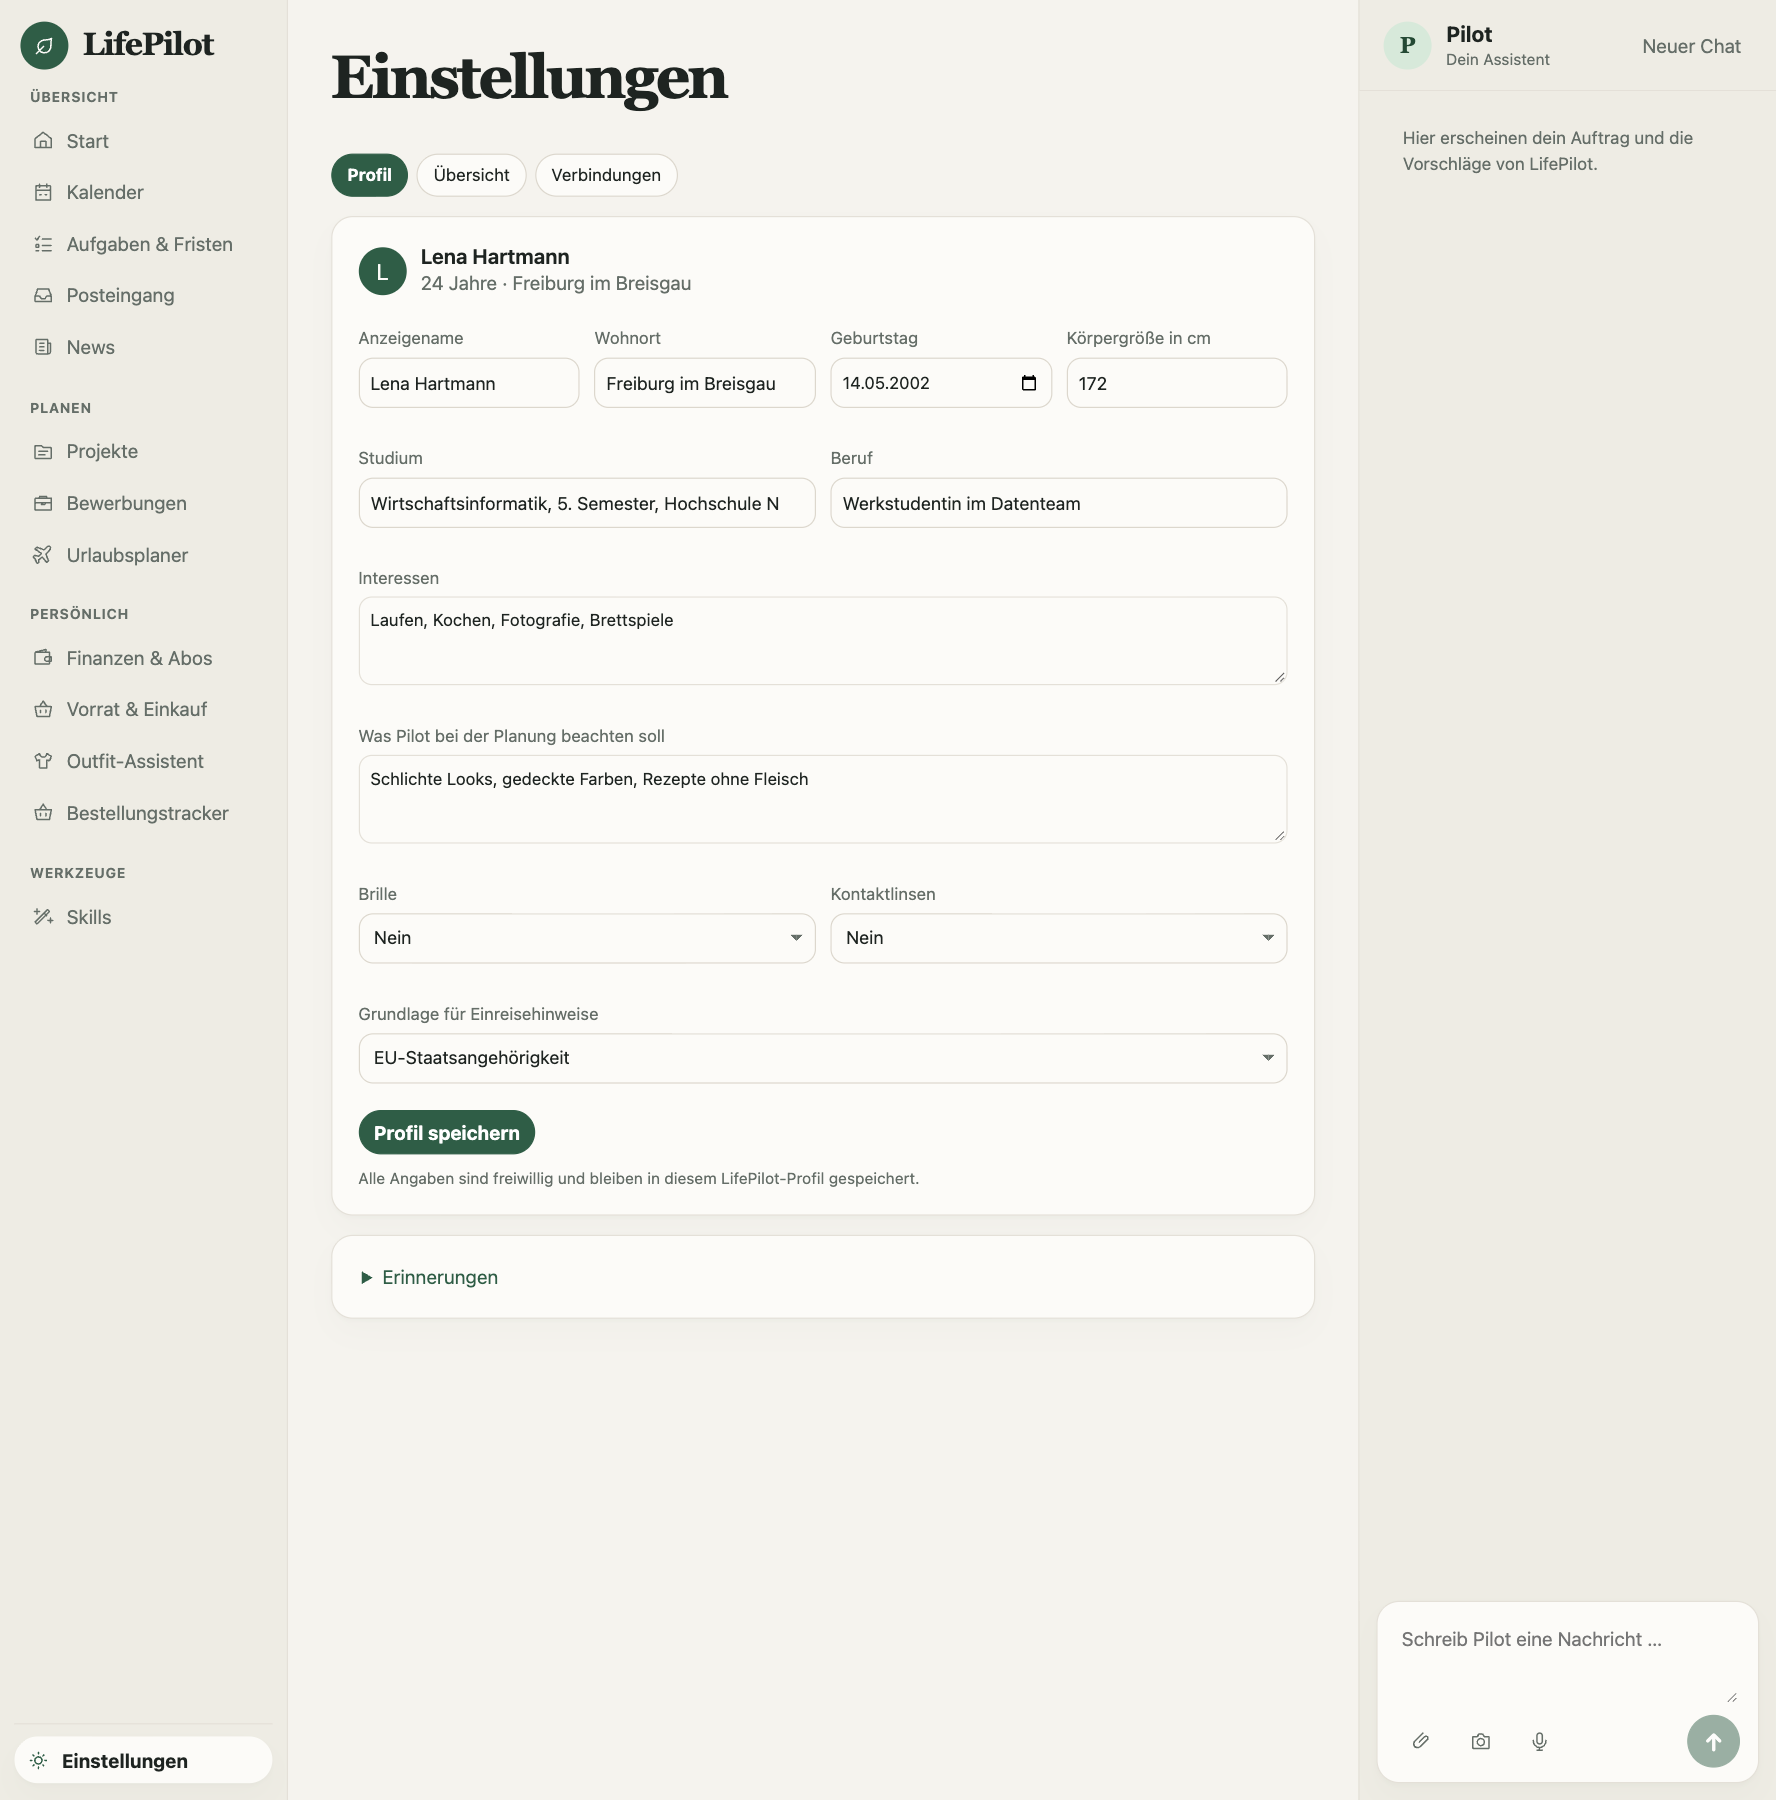 LifePilot
ÜBERSICHT
Start
Kalender
Aufgaben & Fristen
Posteingang
News
PLANEN
Projekte
Bewerbungen
Urlaubsplaner
PERSÖNLICH
Finanzen & Abos
Vorrat & Einkauf
Outfit-Assistent
Bestellungstracker
WERKZEUGE
Skills
Einstellungen
Einstellungen
Profil Übersicht Verbindungen
L
Lena Hartmann
24 Jahre · Freiburg im Breisgau
Anzeigename Wohnort Geburtstag Körpergröße in cm
Lena Hartmann Freiburg im Breisgau 14.05.2002 172
Studium Beruf
Wirtschaftsinformatik, 5. Semester, Hochschule N Werkstudentin im Datenteam
Interessen
Laufen, Kochen, Fotografie, Brettspiele
Was Pilot bei der Planung beachten soll
Schlichte Looks, gedeckte Farben, Rezepte ohne Fleisch
Brille Kontaktlinsen
Nein Nein
Grundlage für Einreisehinweise
EU-Staatsangehörigkeit
Profil speichern
Alle Angaben sind freiwillig und bleiben in diesem LifePilot-Profil gespeichert.
Erinnerungen
P
Pilot
Dein Assistent
Neuer Chat
Hier erscheinen dein Auftrag und die
Vorschläge von LifePilot.
Schreib Pilot eine Nachricht ...